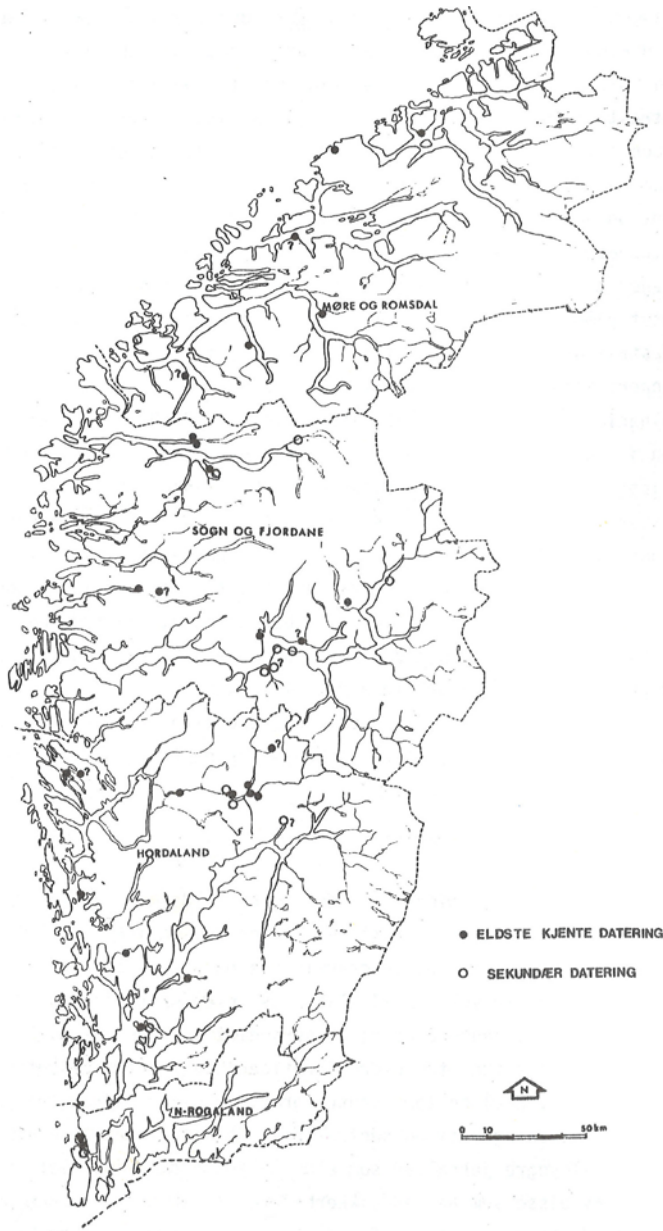 ?
MØRE OG ROMSDAL
?
SOGN OG FJORDANE
?
?
?
?
?
?
HORDALAND
● ELDSTE KJENTE DATERING
○ SEKUNDÆR DATERING
N
N-ROGALAND
0 10 50 km